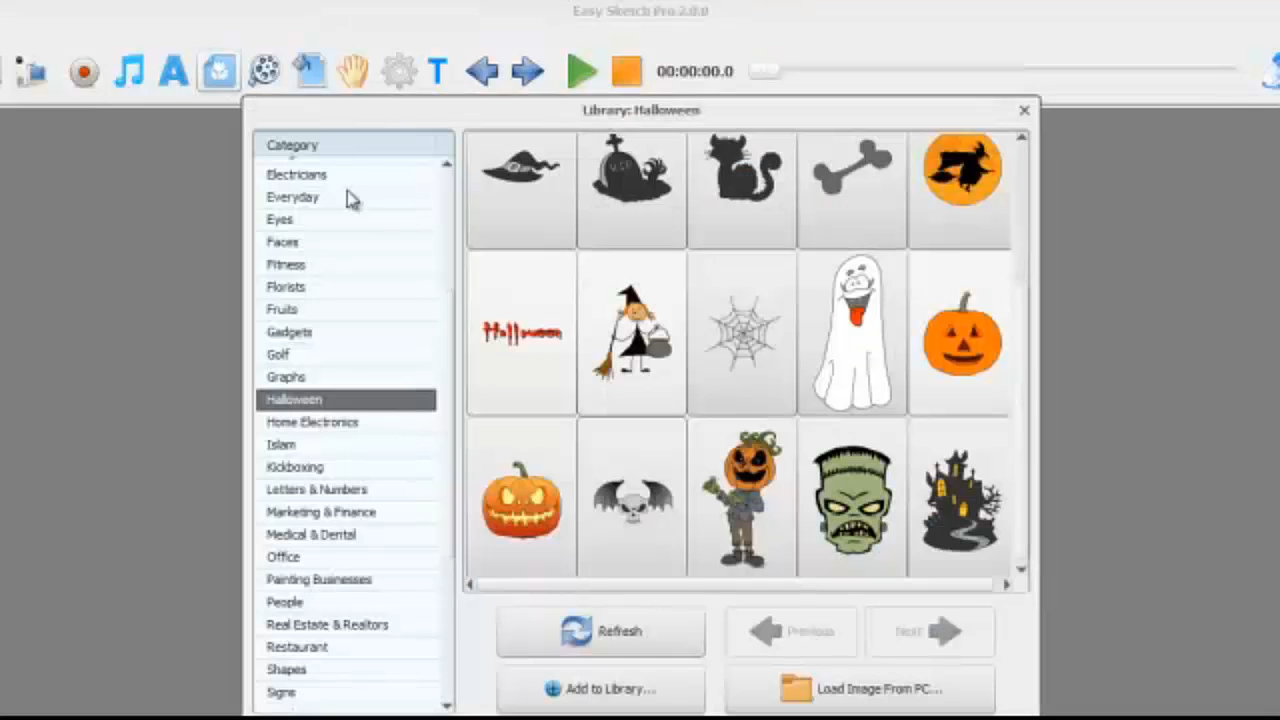 Easy Sketch Pro 2.0.0
A
T
00:00:00.0
Library: Halloween
Category
Electricians
Everyday
Eyes
Faces
Fitness
Florists
Fruits
Gadgets
Golf
Graphs
Halloween
Home Electronics
Islam
Kickboxing
Letters & Numbers
Marketing & Finance
Medical & Dental
Office
Painting Businesses
People
Real Estate & Realtors
Restaurant
Shapes
Signs
R.I.P
Halloween
Refresh
Previous
Next
Add to Library...
Load Image From PC...